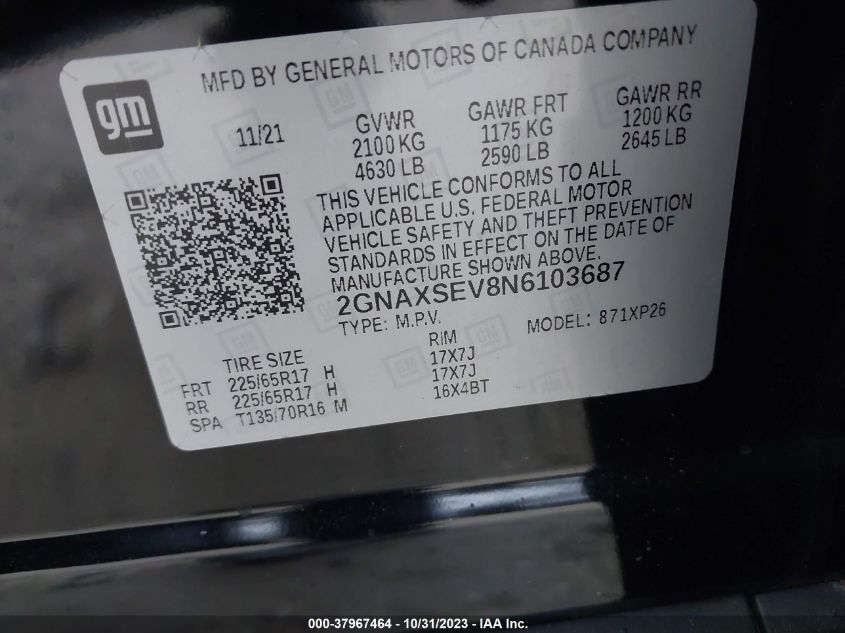 MFD BY GENERAL MOTORS OF CANADA COMPANY
gm
11/21
GVWR
2100 KG
4630 LB
GAWR FRT
1175 KG
2590 LB
GAWR RR
1200 KG
2645 LB
THIS VEHICLE CONFORMS TO ALL
APPLICABLE U.S. FEDERAL MOTOR
VEHICLE SAFETY AND THEFT PREVENTION
STANDARDS IN EFFECT ON THE DATE OF
MANUFACTURE SHOWN ABOVE.
2GNAXSEV8N6103687
TYPE: M.P.V. MODEL: 871XP26
TIRE SIZE RIM
FRT 225/65R17 H 17X7J
RR 225/65R17 H 17X7J
SPA T135/70R16 M 16X4BT
000-37967464 - 10/31/2023 - IAA Inc.